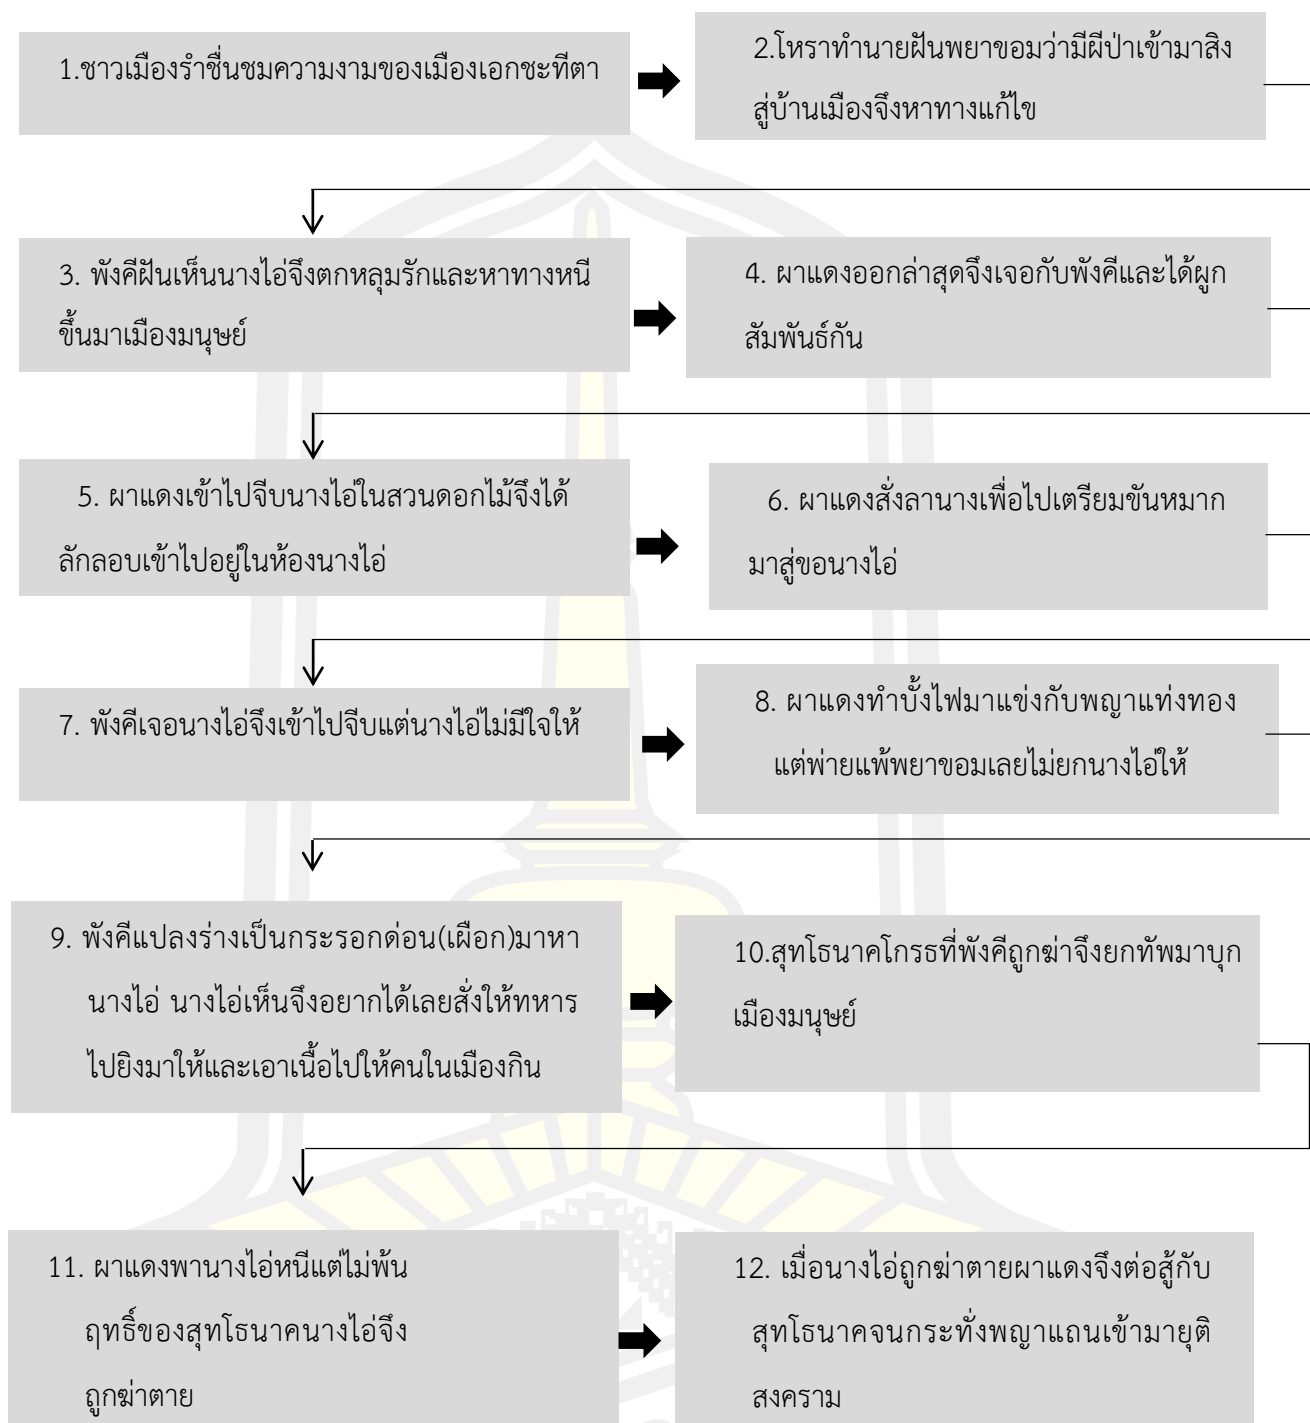 1.ชาวเมืองรำชื่นชมความงามของเมืองเอกชะทีตา
2.โหราทำนายฝันพยาขอมว่ามีผีป่าเข้ามาสิง
สู่บ้านเมืองจึงหาทางแก้ไข
3. พังคีฝันเห็นนางไอ่จึงตกหลุมรักและหาทางหนี
ขึ้นมาเมืองมนุษย์
4. ผาแดงออกล่าสุดจึงเจอกับพังคีและได้ผูก
สัมพันธ์กัน
5. ผาแดงเข้าไปจีบนางไอ่ในสวนดอกไม้จึงได้
ลักลอบเข้าไปอยู่ในห้องนางไอ่
6. ผาแดงสั่งลานางเพื่อไปเตรียมขันหมาก
มาสู่ขอนางไอ่
7. พังคีเจอนางไอ่จึงเข้าไปจีบแต่นางไอ่ไม่มีใจให้
8. ผาแดงทำบั้งไฟมาแข่งกับพญาแท่งทอง
แต่พ่ายแพ้พยาขอมเลยไม่ยกนางไอ่ให้
9. พังคีแปลงร่างเป็นกระรอกด่อน(เผือก)มาหา
นางไอ่ นางไอ่เห็นจึงอยากได้เลยสั่งให้ทหาร
ไปยิงมาให้และเอาเนื้อไปให้คนในเมืองกิน
10.สุทโธนาคโกรธที่พังคีถูกฆ่าจึงยกทัพมาบุก
เมืองมนุษย์
11. ผาแดงพานางไอ่หนีแต่ไม่พ้น
ฤทธิ์ของสุทโธนาคนางไอ่จึง
ถูกฆ่าตาย
12. เมื่อนางไอ่ถูกฆ่าตายผาแดงจึงต่อสู้กับ
สุทโธนาคจนกระทั่งพญาแถนเข้ามายุติ
สงคราม